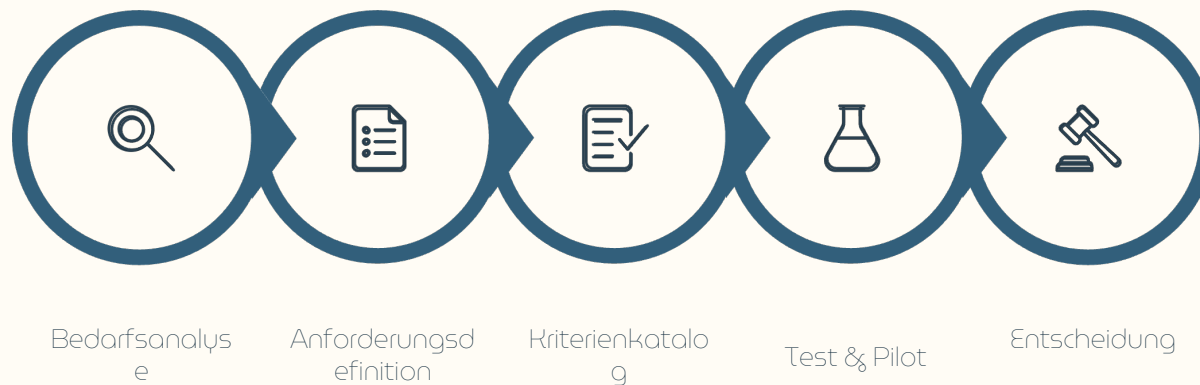 Bedarfsanalys
e
Anforderungsd
efinition
Kriterienkatalo
g
Test & Pilot
Entscheidung